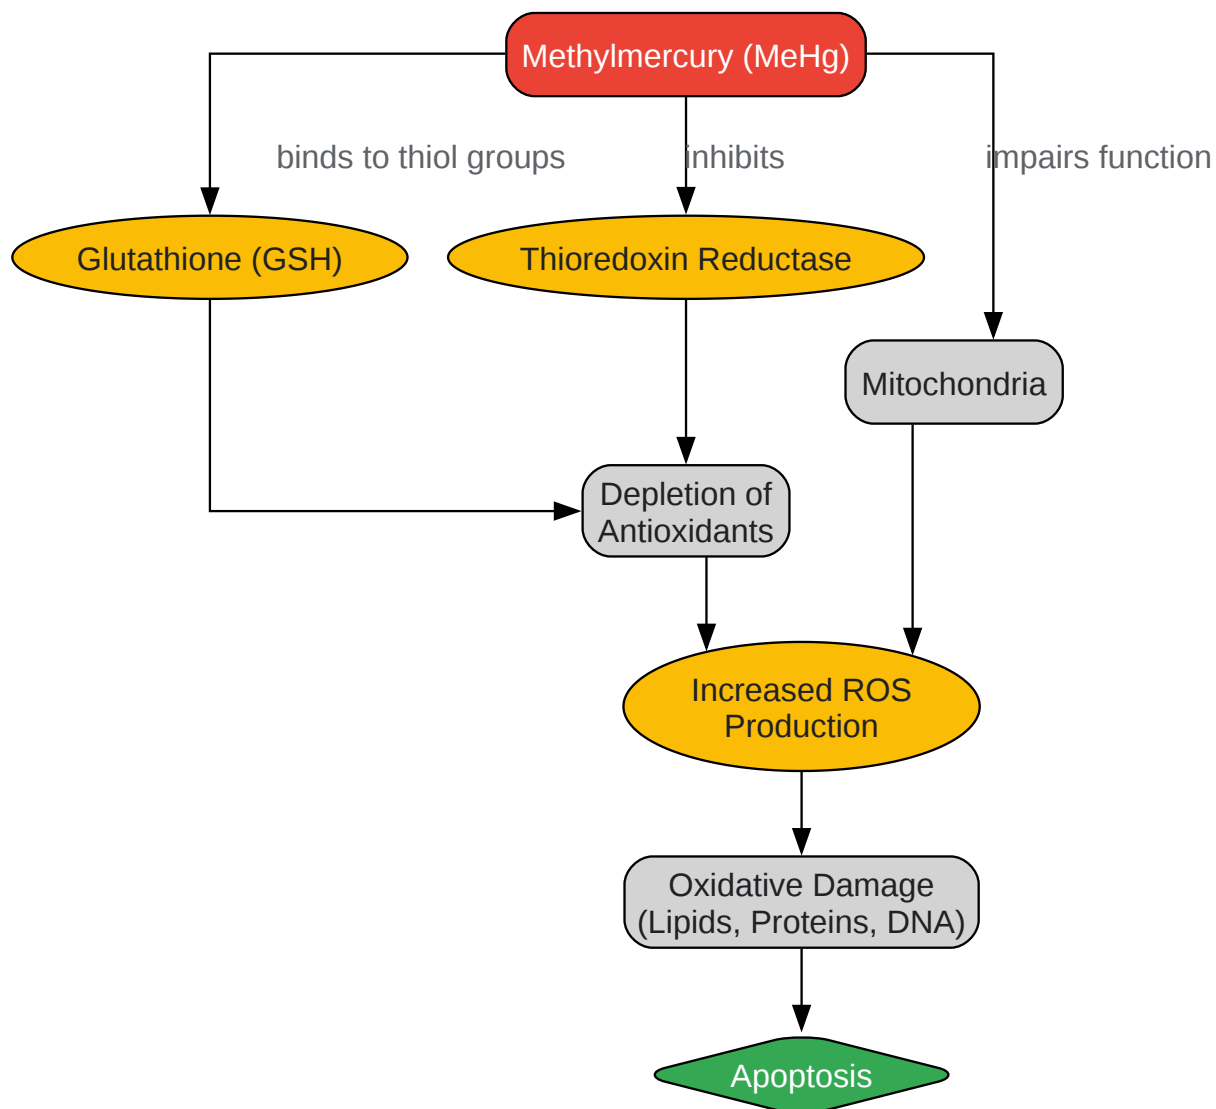 Methylmercury (MeHg)
binds to thiol groups
inhibits
impairs function
Glutathione (GSH)
Thioredoxin Reductase
Mitochondria
Depletion of
Antioxidants
Increased ROS
Production
Oxidative Damage
(Lipids, Proteins, DNA)
Apoptosis